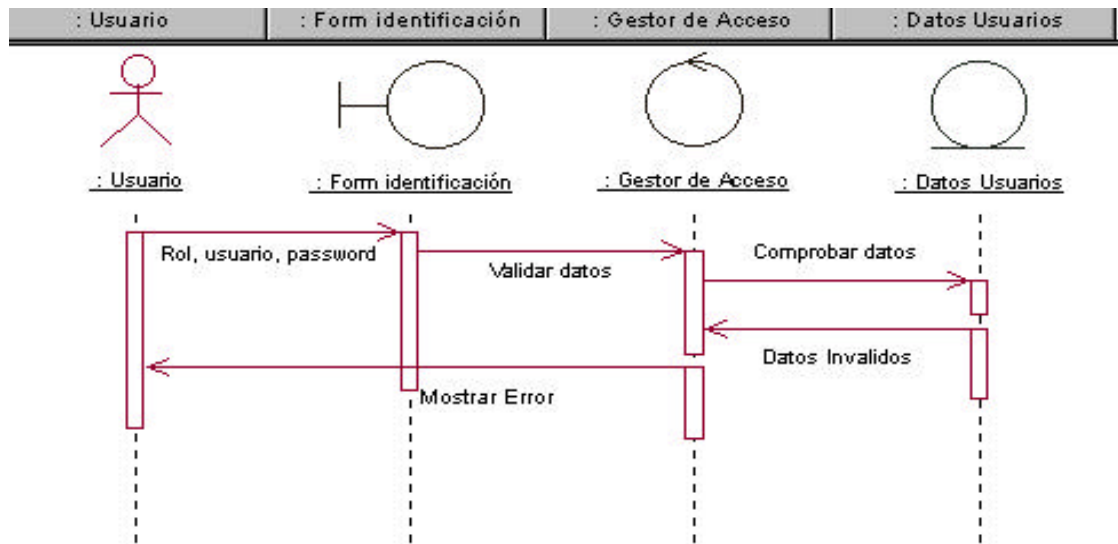 : Usuario
: Form identificación
: Gestor de Acceso
: Datos Usuarios
: Usuario
: Form identificación
: Gestor de Acceso
: Datos Usuarios
Rol, usuario, password
Validar datos
Comprobar datos
Datos Invalidos
Mostrar Error